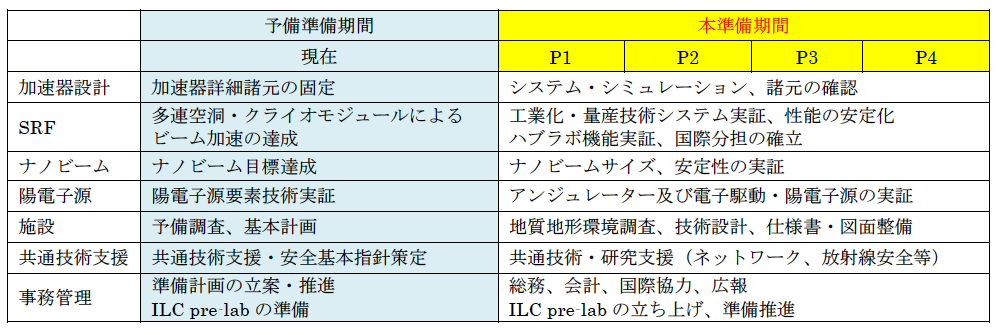 予備準備期間 本準備期間
現在 P1 P2 P3 P4
加速器設計 加速器詳細諸元の固定 システム・シミュレーション、諸元の確認
SRF 多連空洞・クライオモジュールによる
ビーム加速の達成 工業化・量産技術システム実証、性能の安定化
ハブラボ機能実証、国際分担の確立
ナノビーム ナノビーム目標達成 ナノビームサイズ、安定性の実証
陽電子源 陽電子源要素技術実証 アンジュレーター及び電子駆動・陽電子源の実証
施設 予備調査、基本計画 地質地形環境調査、技術設計、仕様書・図面整備
共通技術支援 共通技術支援・安全基本指針策定 共通技術・研究支援（ネットワーク、放射線安全等）
事務管理 準備計画の立案・推進
ILC pre-lab の準備 総務、会計、国際協力、広報
ILC pre-lab の立ち上げ、準備推進